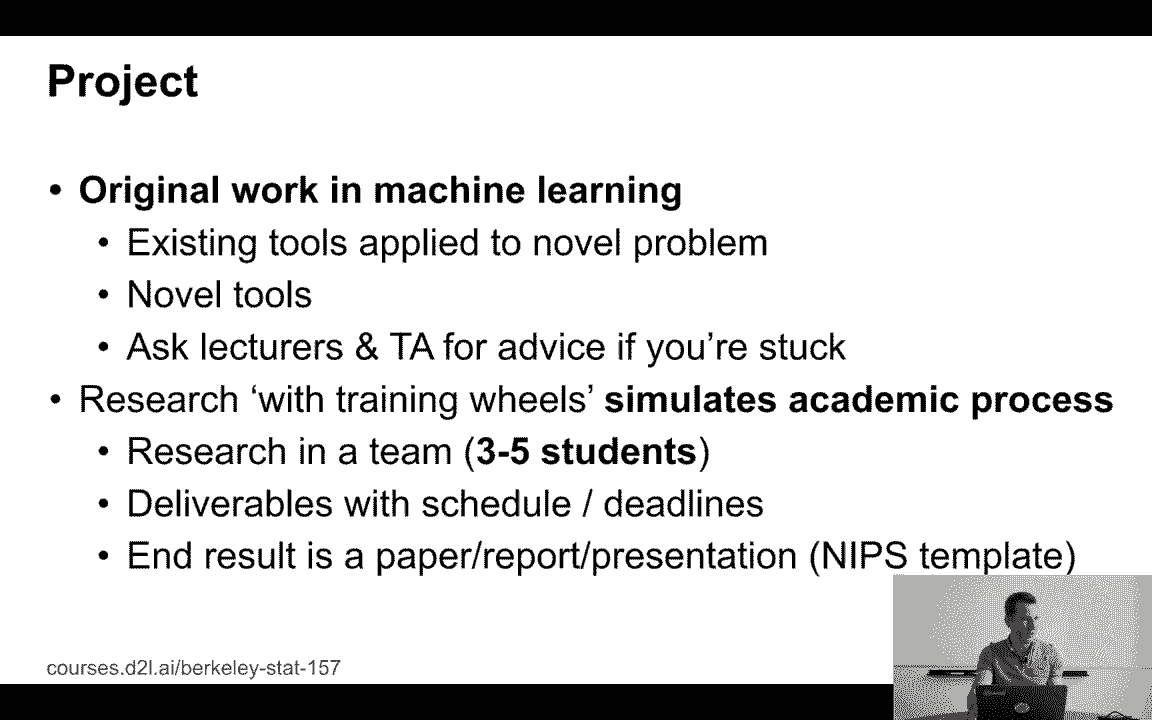 Project
• Original work in machine learning
• Existing tools applied to novel problem
• Novel tools
• Ask lecturers & TA for advice if you’re stuck
• Research ‘with training wheels’ simulates academic process
• Research in a team (3-5 students)
• Deliverables with schedule / deadlines
• End result is a paper/report/presentation (NIPS template)
courses.d2l.ai/berkeley-stat-157